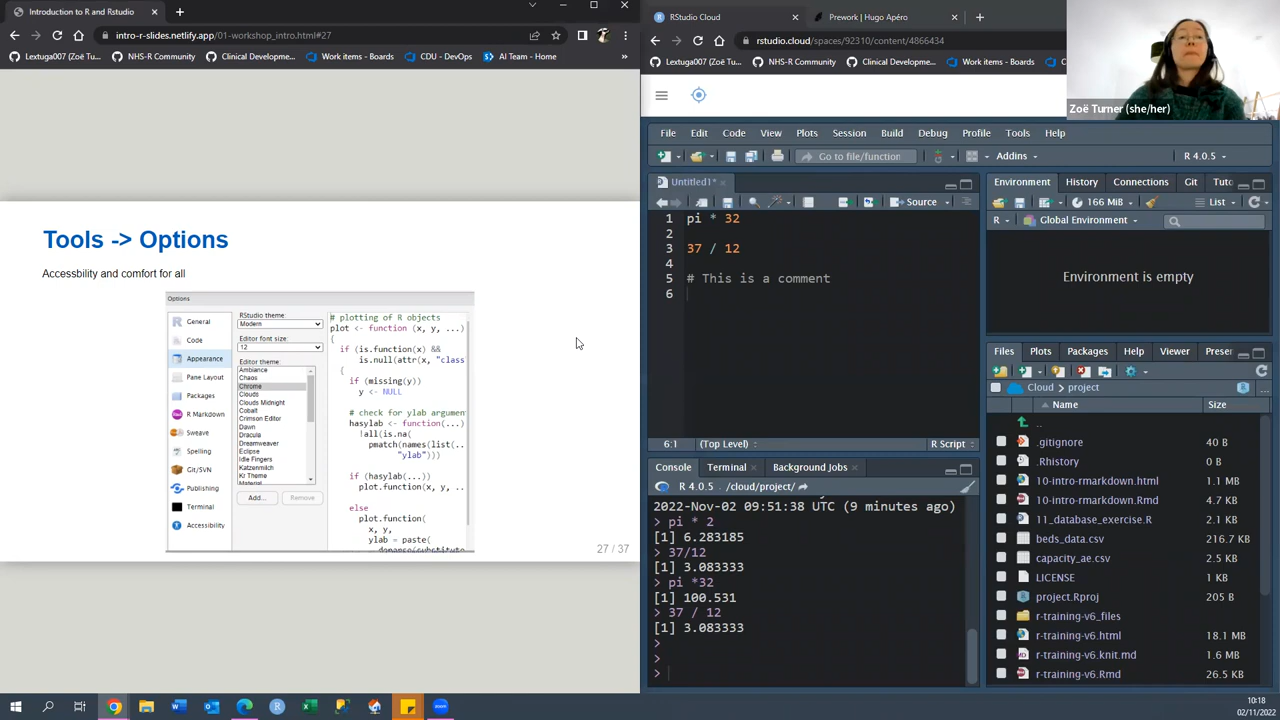 Introduction to R and Rstudio
intro-r-slides.netlify.app/01-workshop_intro.html#27
Lextuga007 (Zoë Tu…
NHS-R Community
Clinical Developme…
Work items - Boards
CDU - DevOps
AI Team - Home
Tools -> Options
Accessbility and comfort for all
Options
General
Code
Appearance
Pane Layout
Packages
R Markdown
Sweave
Spelling
Git/SVN
Publishing
Terminal
Accessibility
RStudio theme:
Modern
Editor font size:
12
Editor theme:
Ambiance
Chaos
Chrome
Clouds
Clouds Midnight
Cobalt
Crimson Editor
Dawn
Dracula
Dreamweaver
Eclipse
Idle Fingers
Katzenmilch
Kr Theme
Material
Add...
Remove
# plotting of R objects
plot <- function (x, y, ...)
{
if (is.function(x) &&
is.null(attr(x, "class
{
if (missing(y))
y <- NULL
# check for ylab argumen
hasylab <- function(...)
!all(is.na(
pmatch(names(list(..
"ylab")))
if (hasylab(...))
plot.function(x, y, ..
else
plot.function(
x, y,
ylab = paste(
27 / 37
RStudio Cloud
Prework | Hugo Apéro
rstudio.cloud/spaces/92310/content/4866434
Lextuga007 (Zoë Tu…
NHS-R Community
Clinical Developme…
Work items - Boards
Zoë Turner (she/her)
File Edit Code View Plots Session Build Debug Profile Tools Help
Go to file/function
Addins
R 4.0.5
Untitled1*
Source
1 pi * 32
2
3 37 / 12
4
5 # This is a comment
6
6:1 (Top Level) R Script
Console Terminal Background Jobs
R 4.0.5 . /cloud/project/
2022-Nov-02 09:51:38 UTC (9 minutes ago)
> pi * 2
[1] 6.283185
> 37/12
[1] 3.083333
> pi *32
[1] 100.531
> 37 / 12
[1] 3.083333
>
>
>
Environment History Connections Git Tuto
166 MiB List
R Global Environment
Environment is empty
Files Plots Packages Help Viewer Preser
Cloud project
Name Size
..
.gitignore 40 B
.Rhistory 0 B
10-intro-rmarkdown.html 1.1 MB
10-intro-rmarkdown.Rmd 4.7 KB
11_database_exercise.R 2.1 KB
beds_data.csv 216.7 KB
capacity_ae.csv 2.5 KB
LICENSE 1 KB
project.Rproj 205 B
r-training-v6_files
r-training-v6.html 18.1 MB
r-training-v6.knit.md 1.6 MB
r-training-v6.Rmd 26.5 KB
10:18
02/11/2022